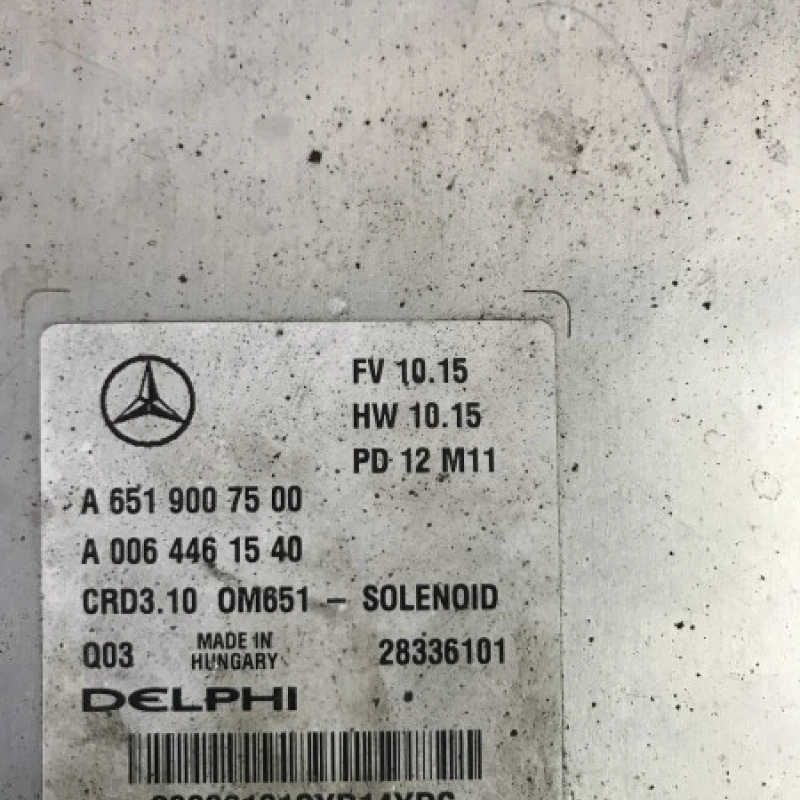 FV 10.15
HW 10.15
PD 12 M11
A 651 900 75 00
A 006 446 15 40
CRD3.10 OM651 – SOLENOID
Q03 MADE IN HUNGARY 28336101
DELPHI